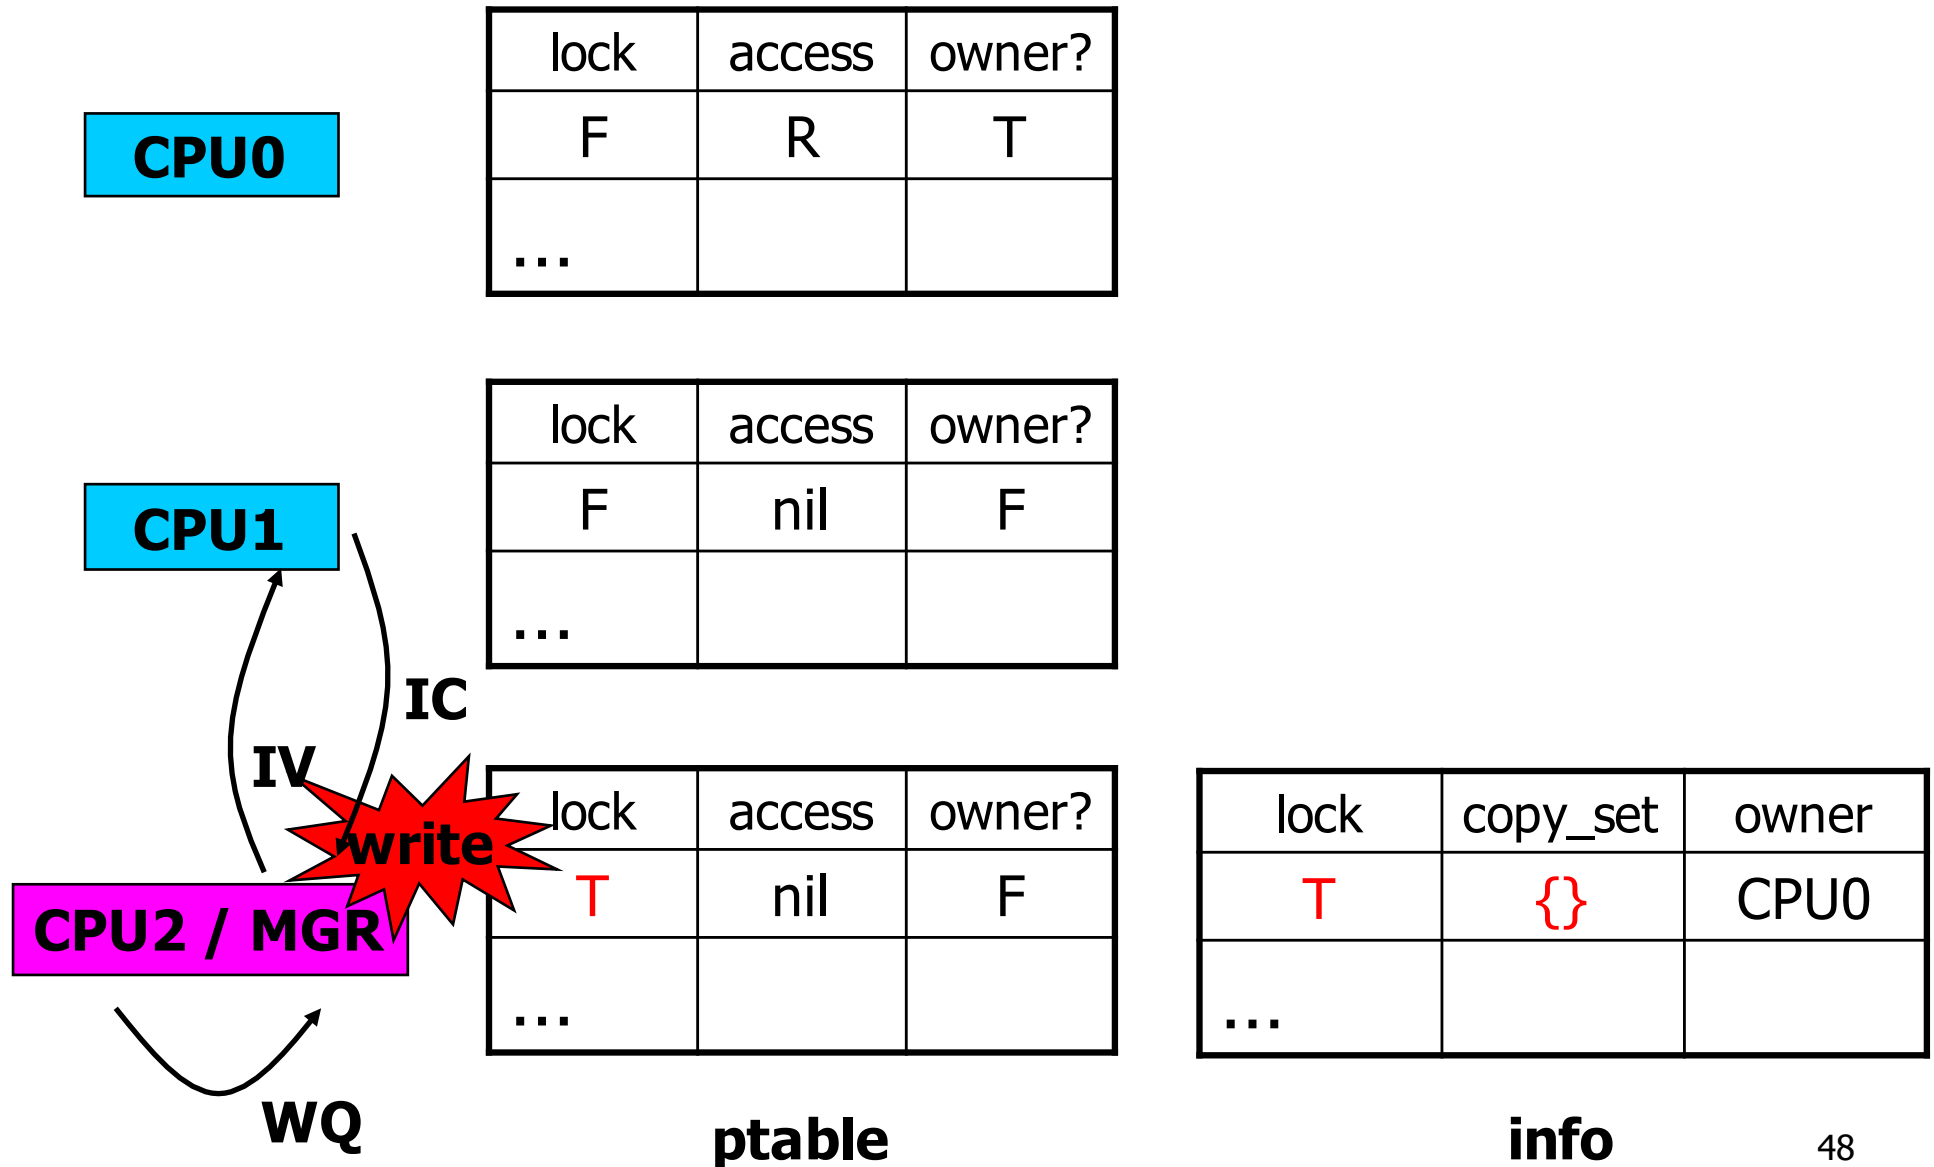 lock access owner?
CPU0
F R T
...
lock access owner?
CPU1
F nil F
...
IC
IV
write
lock access owner?
T nil F
...
CPU2 / MGR
WQ
ptable
lock copy_set owner
T {} CPU0
...
info
48